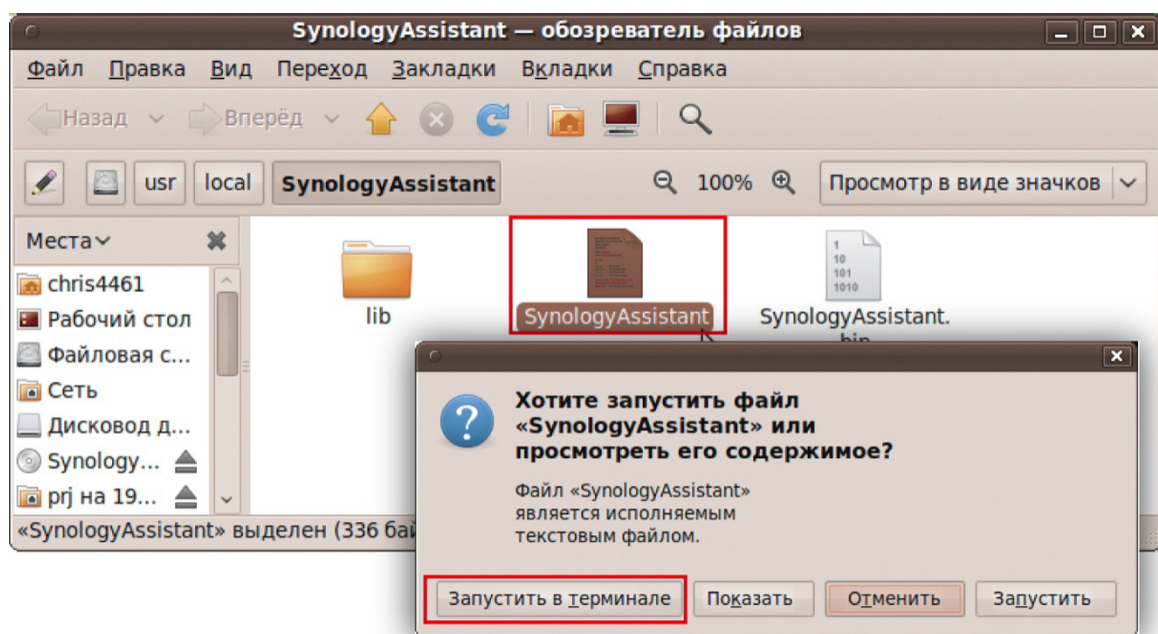 SynologyAssistant — обозреватель файлов
Файл Правка Вид Переход Закладки Вкладки Справка
Назад Вперёд
usr local SynologyAssistant 100% Просмотр в виде значков
Места
chris4461
Рабочий стол
Файловая с...
Сеть
Дисковод д...
Synology...
prj на 19...
lib
SynologyAssistant
1
10
101
1010
SynologyAssistant.
bin
«SynologyAssistant» выделен (336 бай
Хотите запустить файл
«SynologyAssistant» или
просмотреть его содержимое?
Файл «SynologyAssistant»
является исполняемым
текстовым файлом.
Запустить в терминале Показать Отменить Запустить